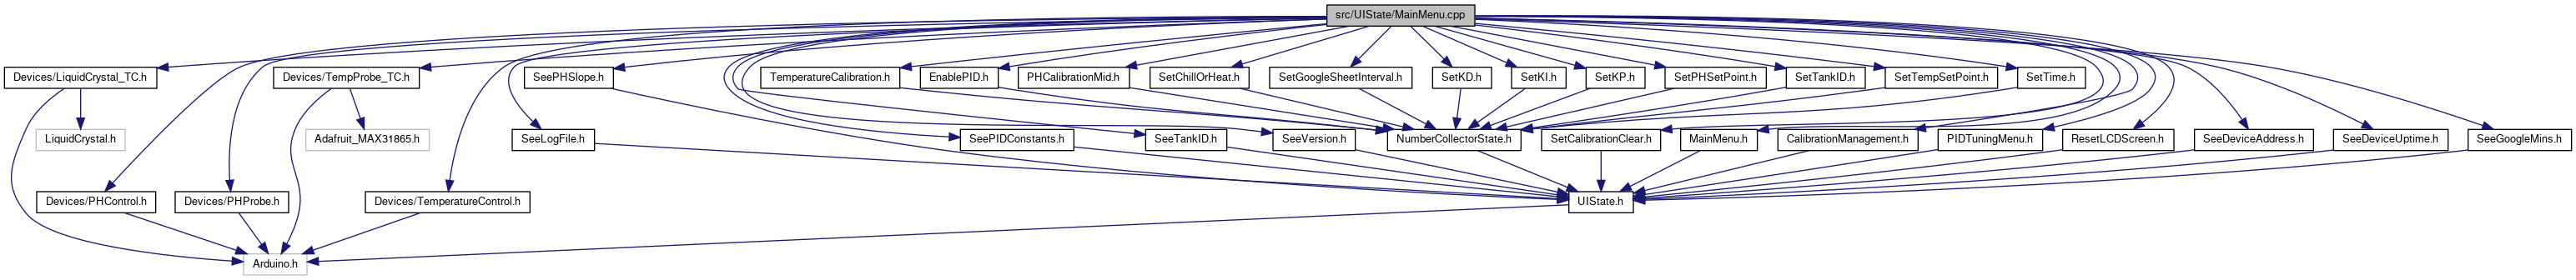 src/UIState/MainMenu.cpp
Devices/LiquidCrystal_TC.h
Devices/TempProbe_TC.h
SeePHSlope.h
TemperatureCalibration.h
EnablePID.h
PHCalibrationMid.h
SetChillOrHeat.h
SetGoogleSheetInterval.h
SetKD.h
SetKI.h
SetKP.h
SetPHSetPoint.h
SetTankID.h
SetTempSetPoint.h
SetTime.h
LiquidCrystal.h
Adafruit_MAX31865.h
SeeLogFile.h
SeePIDConstants.h
SeeTankID.h
SeeVersion.h
NumberCollectorState.h
SetCalibrationClear.h
MainMenu.h
CalibrationManagement.h
PIDTuningMenu.h
ResetLCDScreen.h
SeeDeviceAddress.h
SeeDeviceUptime.h
SeeGoogleMins.h
Devices/PHControl.h
Devices/PHProbe.h
Devices/TemperatureControl.h
UIState.h
Arduino.h